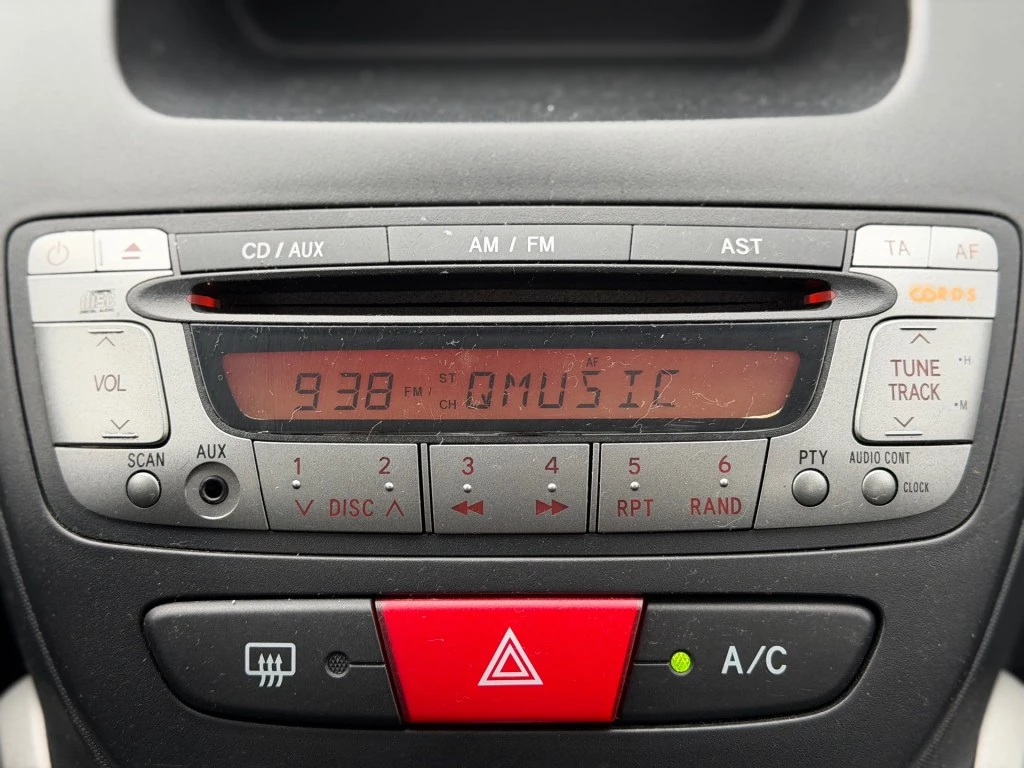 CD / AUX
AM / FM
AST
TA
AF
DISC
RDS
VOL
AF
938
FM /
ST
CH
QMUSIC
TUNE
TRACK
H
M
SCAN
AUX
1
2
DISC
3
4
5
6
RPT
RAND
PTY
AUDIO CONT
CLOCK
A/C